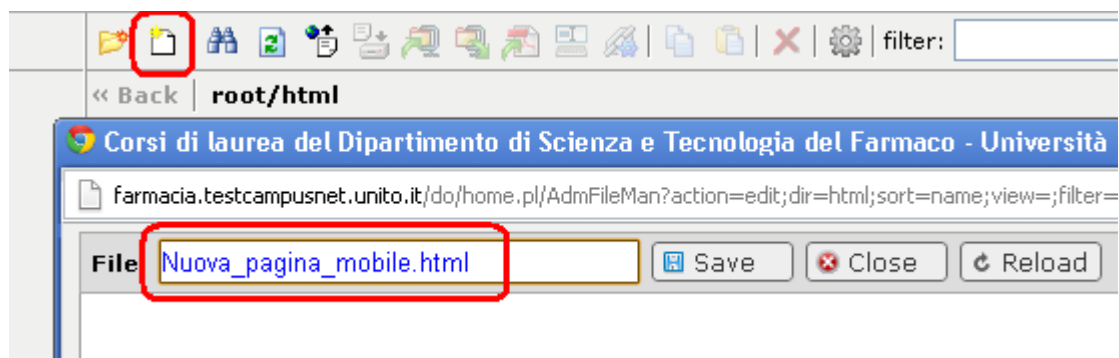 filter:
« Back | root/html
Corsi di laurea del Dipartimento di Scienza e Tecnologia del Farmaco - Università
farmacia.testcampusnet.unito.it/do/home.pl/AdmFileMan?action=edit;dir=html;sort=name;view=;filter=
File Nuova_pagina_mobile.html Save Close Reload